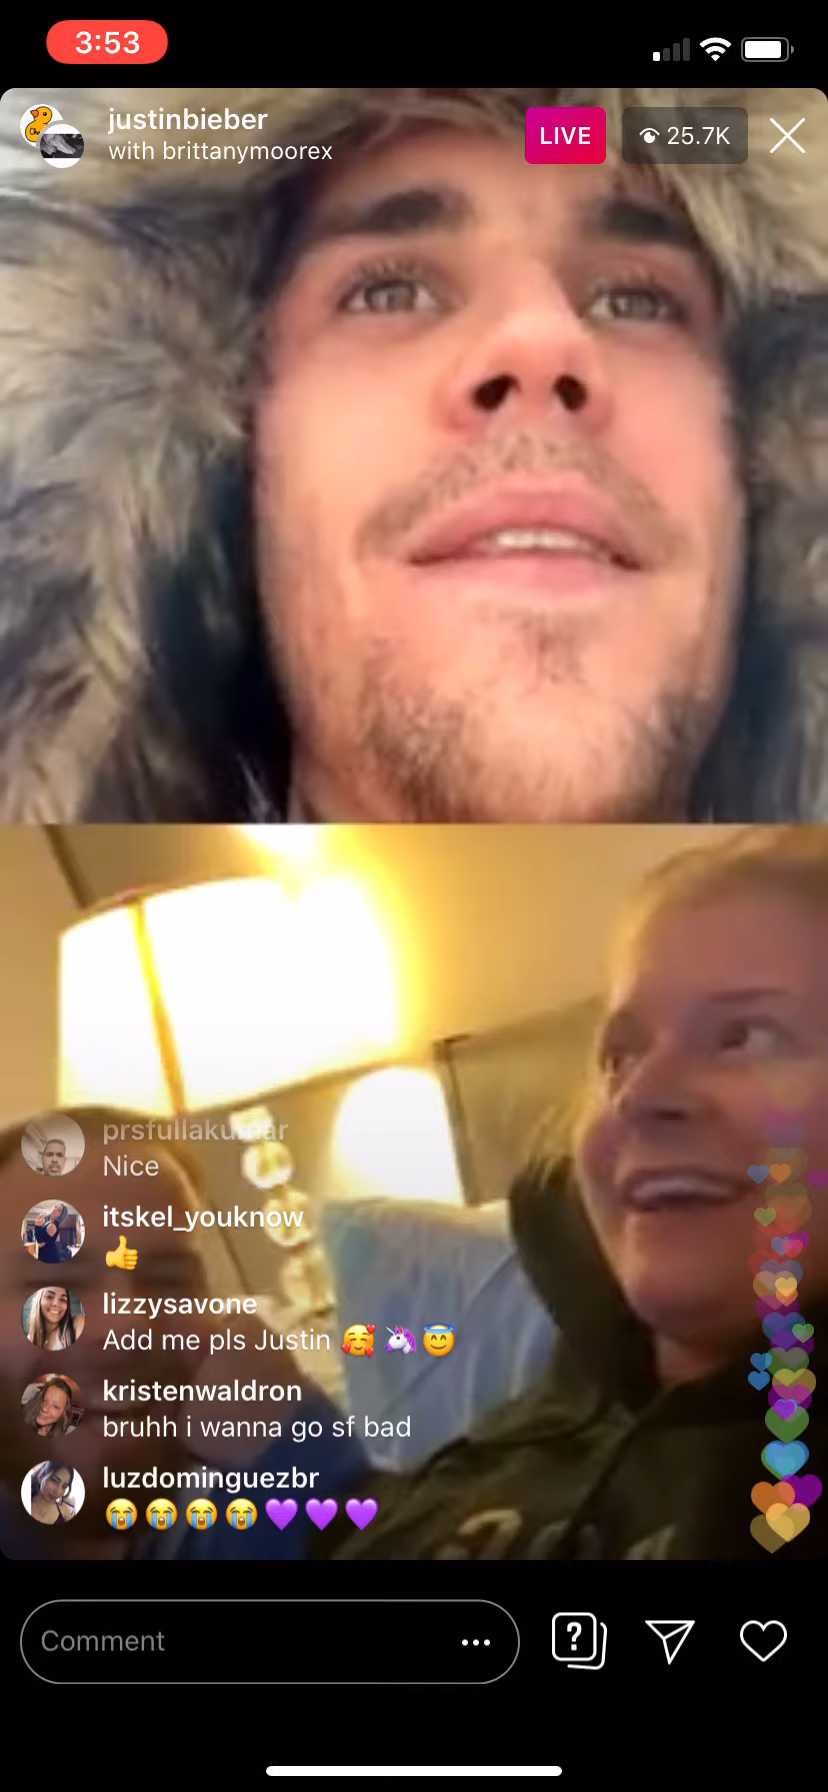 3:53
justinbieber
with brittanymoorex
LIVE
25.7K
prsfullakumar
Nice
itskel_youknow
👍
lizzysavone
Add me pls Justin 🥰🦄😇
kristenwaldron
bruhh i wanna go sf bad
luzdominguezbr
😭😭😭😭💜💜💜
Comment